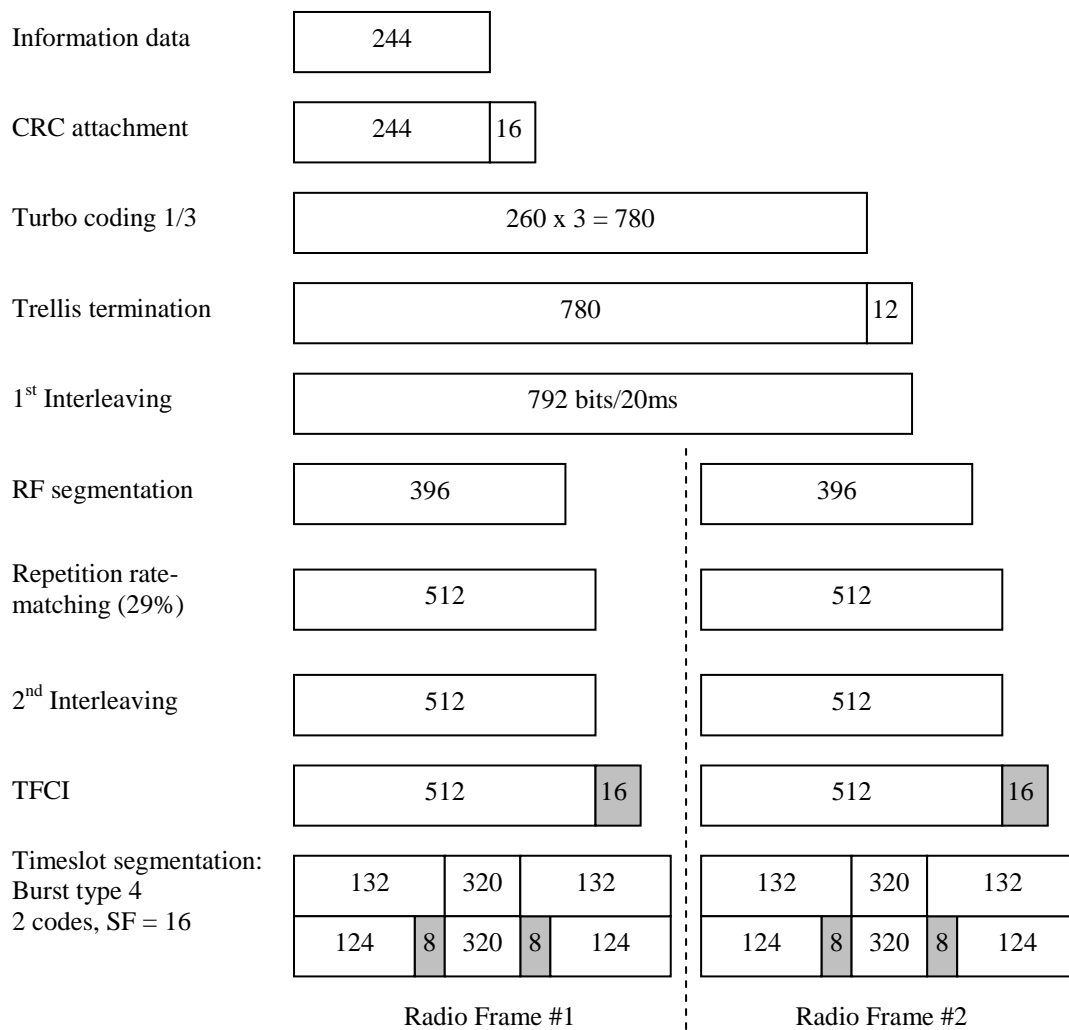 Information data
244
CRC attachment
244 16
Turbo coding 1/3
260 x 3 = 780
Trellis termination
780 12
1st Interleaving
792 bits/20ms
RF segmentation
396 396
Repetition rate-
matching (29%)
512 512
2nd Interleaving
512 512
TFCI
512 16 512 16
Timeslot segmentation:
Burst type 4
2 codes, SF = 16
132 320 132 132 320 132
124 8 320 8 124 124 8 320 8 124
Radio Frame #1 Radio Frame #2